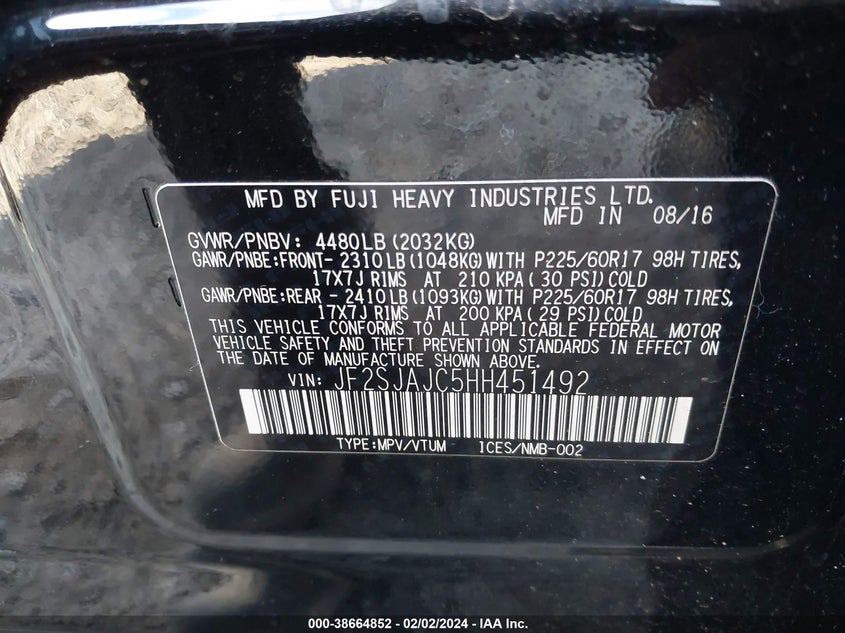 MFD BY FUJI HEAVY INDUSTRIES LTD.
MFD IN 08/16
GVWR/PNBV: 4480LB(2032KG)
GAWR/PNBE:FRONT- 2310LB(1048KG)WITH P225/60R17 98H TIRES,
17X7J RIMS AT 210 KPA( 30 PSI)COLD
GAWR/PNBE:REAR - 2410LB(1093KG)WITH P225/60R17 98H TIRES,
17X7J RIMS AT 200 KPA( 29 PSI)COLD
THIS VEHICLE CONFORMS TO ALL APPLICABLE FEDERAL MOTOR
VEHICLE SAFETY AND THEFT PREVENTION STANDARDS IN EFFECT ON
THE DATE OF MANUFACTURE SHOWN ABOVE.
VIN: JF2SJAJC5HH451492
TYPE:MPV/VTUM ICES/NMB-002
000-38664852 - 02/02/2024 - IAA Inc.